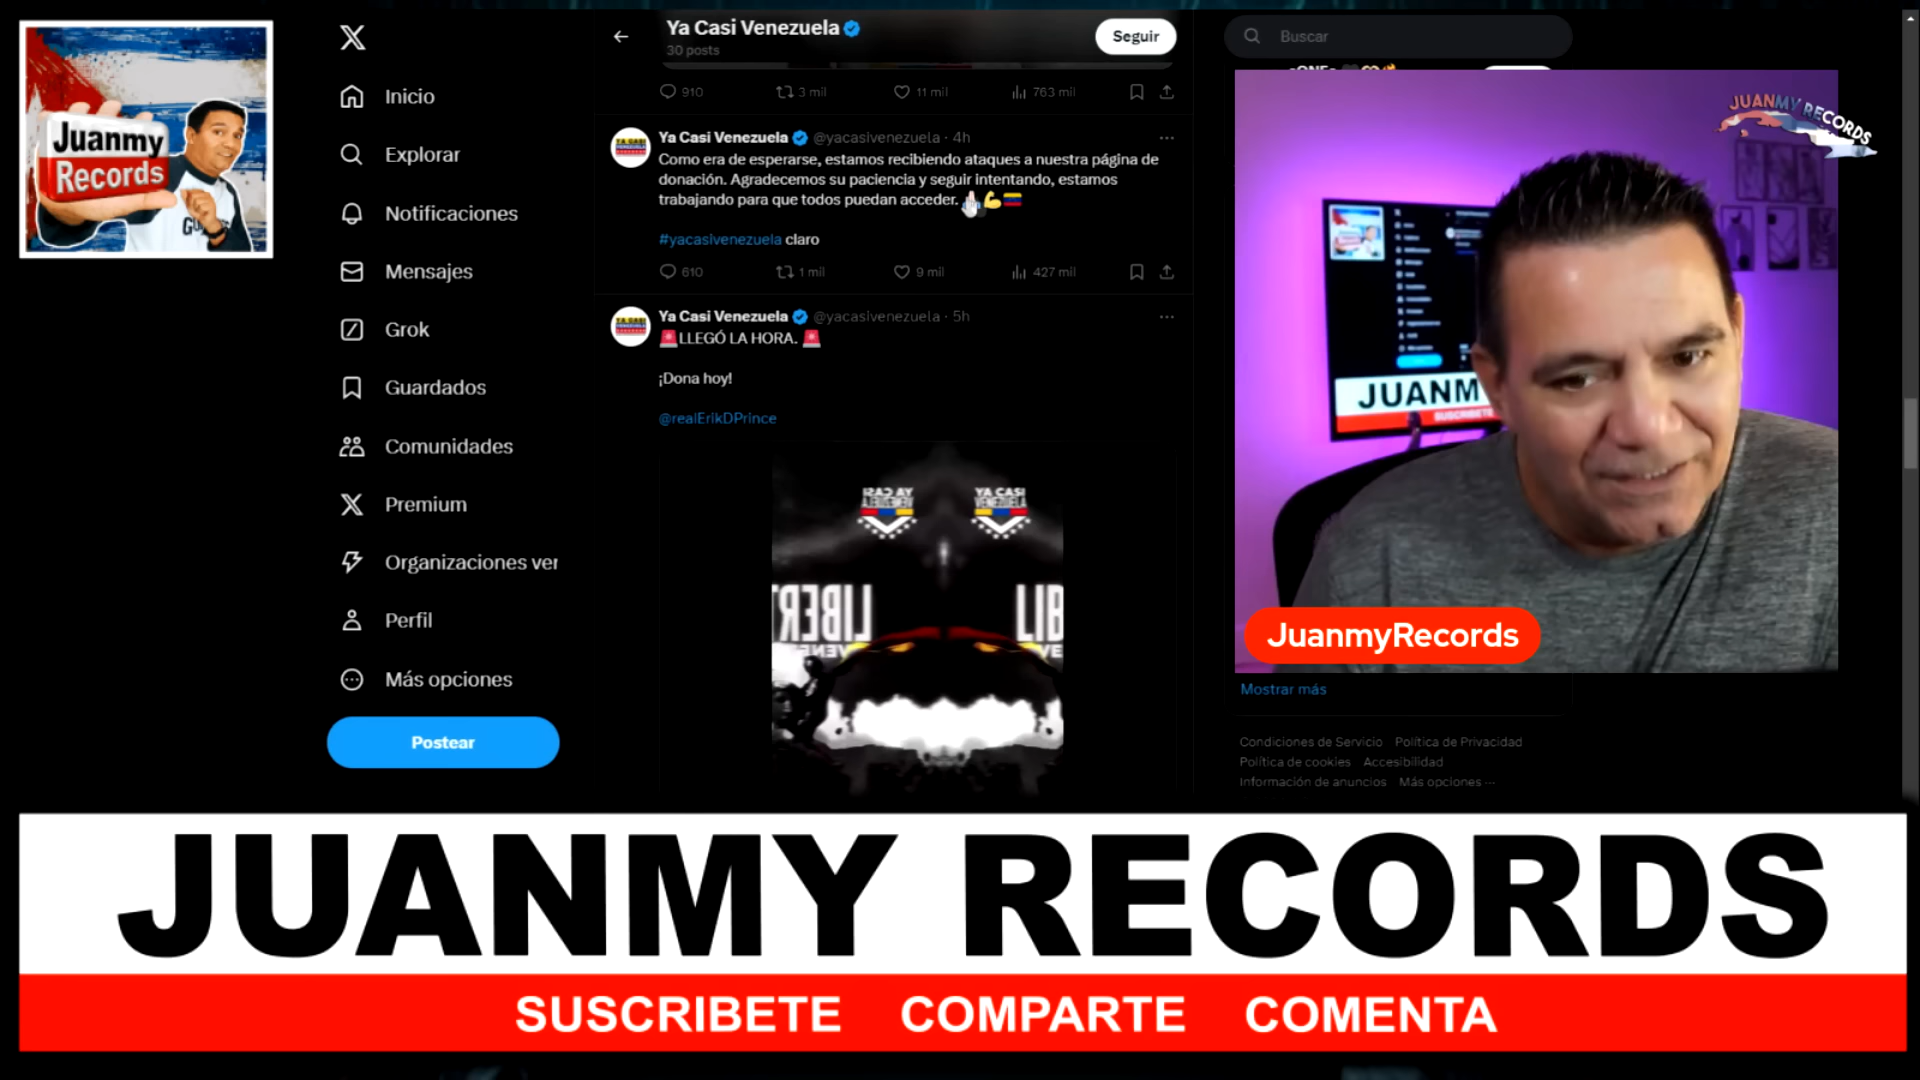 Juanmy
Records
Inicio
Explorar
Notificaciones
Mensajes
Grok
Guardados
Comunidades
Premium
Organizaciones ver
Perfil
Más opciones
Postear
Ya Casi Venezuela
30 posts
Seguir
910
3 mil
11 mil
763 mil
Ya Casi Venezuela @yacasivenezuela · 4h
Como era de esperarse, estamos recibiendo ataques a nuestra página de
donación. Agradecemos su paciencia y seguir intentando, estamos
trabajando para que todos puedan acceder.
#yacasivenezuela claro
610
1 mil
9 mil
427 mil
Ya Casi Venezuela @yacasivenezuela · 5h
🚨LLEGÓ LA HORA. 🚨
¡Dona hoy!
@realErikDPrince
YA CASI
VENEZUELA
Buscar
JUANMY RECORDS
JUANM
SUSCRIBETE
JuanmyRecords
Mostrar más
Condiciones de Servicio Política de Privacidad
Política de cookies Accesibilidad
Información de anuncios Más opciones ···
JUANMY RECORDS
SUSCRIBETE COMPARTE COMENTA